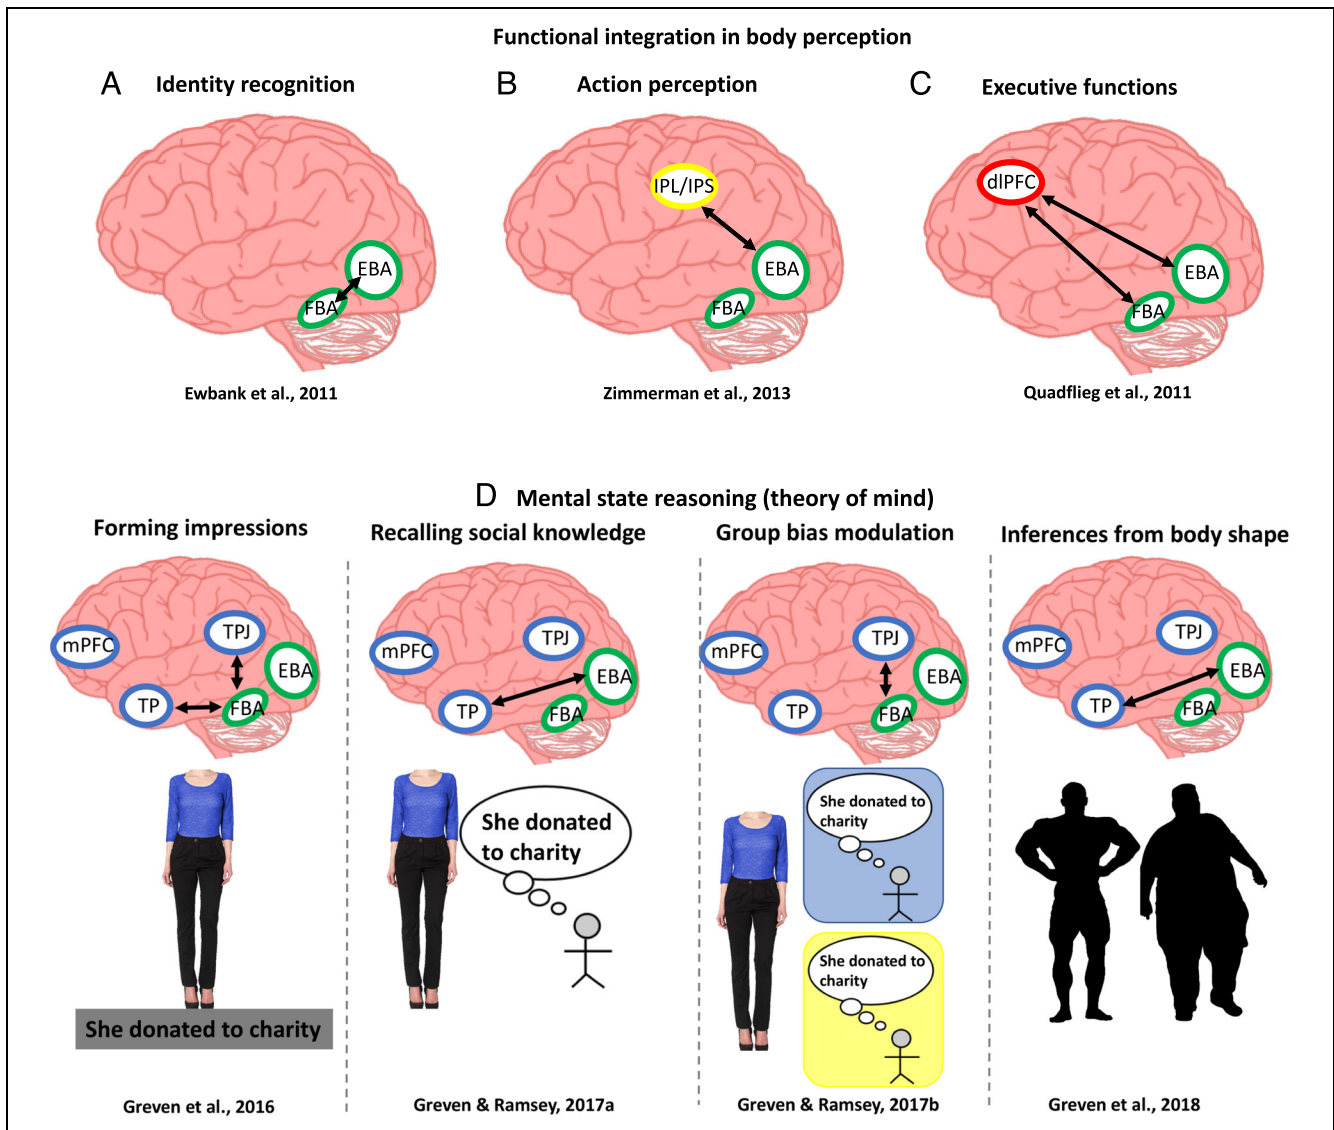 Functional integration in body perception
A Identity recognition
EBA
FBA
Ewbank et al., 2011
B Action perception
IPL/IPS
EBA
FBA
Zimmerman et al., 2013
C Executive functions
dlPFC
EBA
FBA
Quadflieg et al., 2011
D Mental state reasoning (theory of mind)
Forming impressions
mPFC
TPJ
EBA
TP
FBA
She donated to charity
Greven et al., 2016
Recalling social knowledge
mPFC
TPJ
EBA
TP
FBA
She donated
to charity
Greven & Ramsey, 2017a
Group bias modulation
mPFC
TPJ
EBA
TP
FBA
She donated to
charity
She donated to
charity
Greven & Ramsey, 2017b
Inferences from body shape
mPFC
TPJ
EBA
TP
FBA
Greven et al., 2018